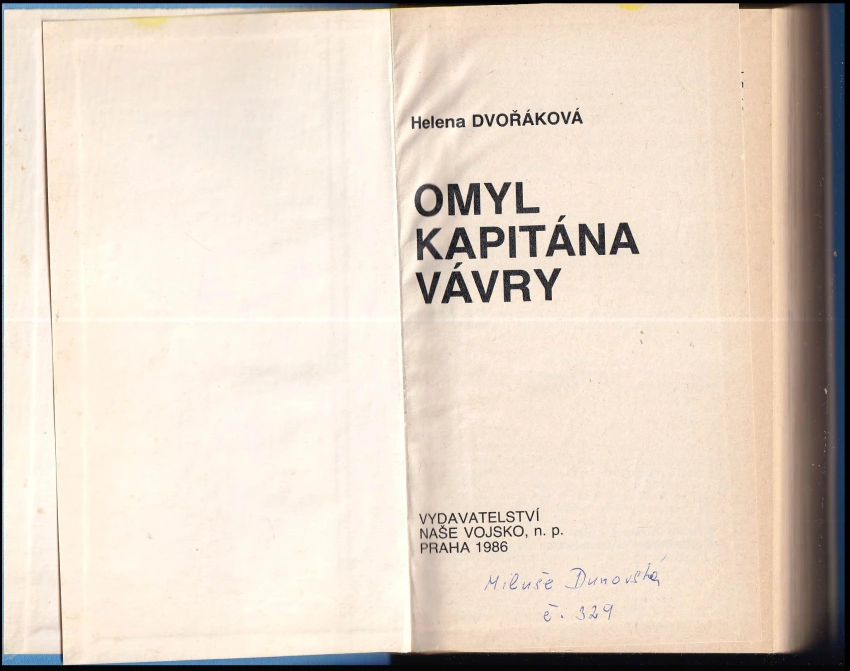 Helena DVOŘÁKOVÁ
OMYL
KAPITÁNA
VÁVRY
VYDAVATELSTVÍ
NAŠE VOJSKO, n. p.
PRAHA 1986
Miluše Dunovská
č. 329